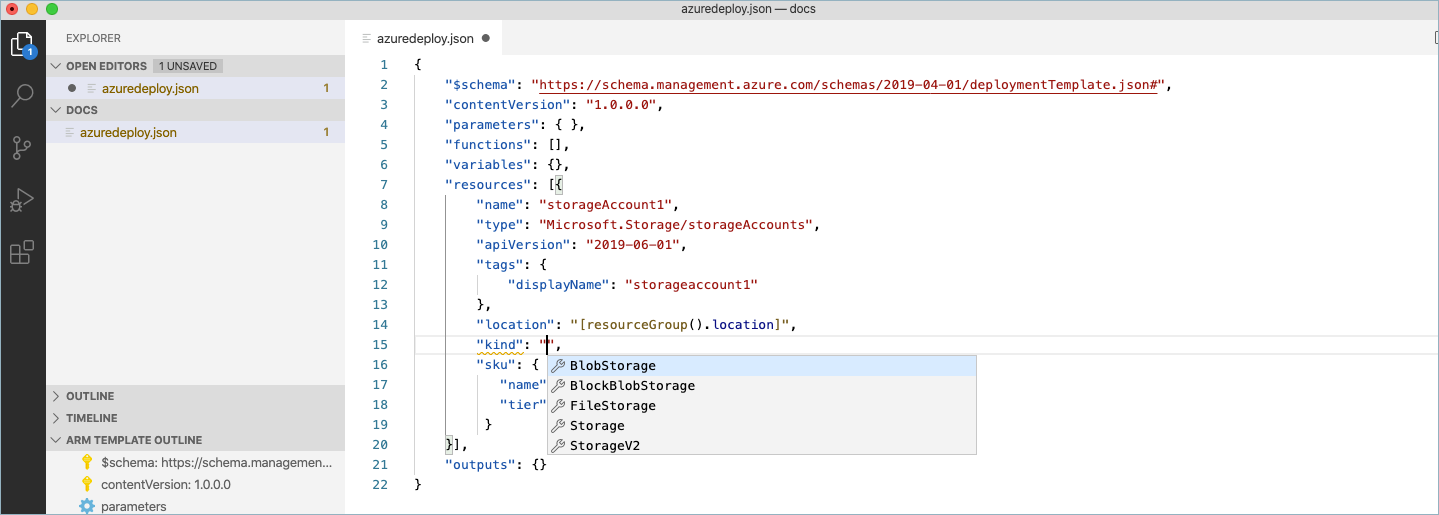 azuredeploy.json — docs
EXPLORER
OPEN EDITORS 1 UNSAVED
azuredeploy.json 1
DOCS
azuredeploy.json 1
OUTLINE
TIMELINE
ARM TEMPLATE OUTLINE
$schema: https://schema.managemen...
contentVersion: 1.0.0.0
parameters
1
azuredeploy.json
1 {
2 "$schema": "https://schema.management.azure.com/schemas/2019-04-01/deploymentTemplate.json#",
3 "contentVersion": "1.0.0.0",
4 "parameters": { },
5 "functions": [],
6 "variables": {},
7 "resources": [{
8 "name": "storageAccount1",
9 "type": "Microsoft.Storage/storageAccounts",
10 "apiVersion": "2019-06-01",
11 "tags": {
12 "displayName": "storageaccount1"
13 },
14 "location": "[resourceGroup().location]",
15 "kind": "",
16 "sku": {
17 "name"
18 "tier"
19 }
20 }],
21 "outputs": {}
22 }
BlobStorage
BlockBlobStorage
FileStorage
Storage
StorageV2